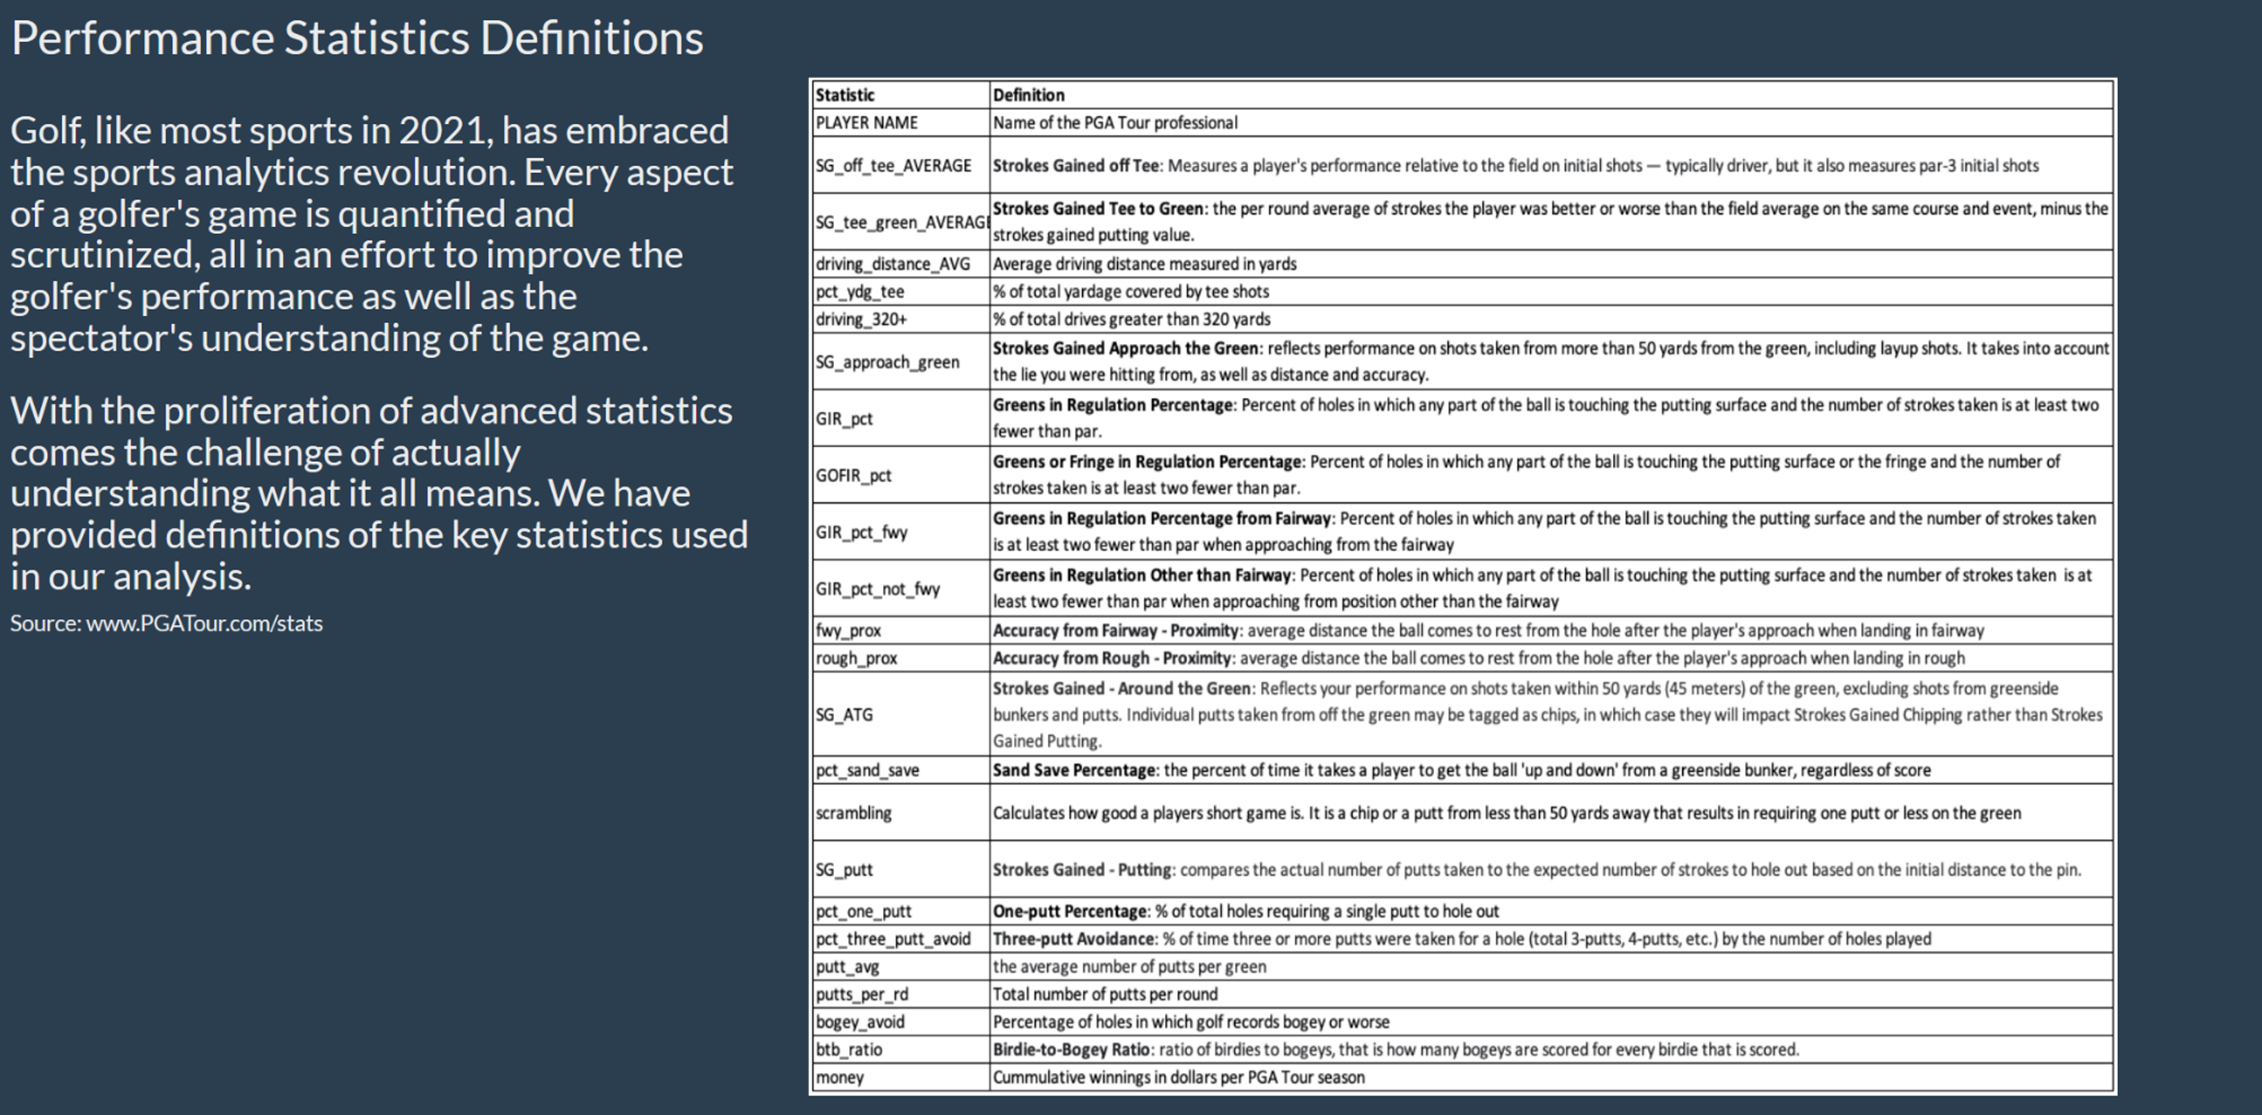 Performance Statistics Definitions
Golf, like most sports in 2021, has embraced
the sports analytics revolution. Every aspect
of a golfer's game is quantified and
scrutinized, all in an effort to improve the
golfer's performance as well as the
spectator's understanding of the game.
With the proliferation of advanced statistics
comes the challenge of actually
understanding what it all means. We have
provided definitions of the key statistics used
in our analysis.
Source: www.PGATour.com/stats
Statistic Definition
PLAYER NAME Name of the PGA Tour professional
SG_off_tee_AVERAGE Strokes Gained off Tee: Measures a player's performance relative to the field on initial shots — typically driver, but it also measures par-3 initial shots
SG_tee_green_AVERAGE Strokes Gained Tee to Green: the per round average of strokes the player was better or worse than the field average on the same course and event, minus the
strokes gained putting value.
driving_distance_AVG Average driving distance measured in yards
pct_ydg_tee % of total yardage covered by tee shots
driving_320+ % of total drives greater than 320 yards
SG_approach_green Strokes Gained Approach the Green: reflects performance on shots taken from more than 50 yards from the green, including layup shots. It takes into account
the lie you were hitting from, as well as distance and accuracy.
GIR_pct Greens in Regulation Percentage: Percent of holes in which any part of the ball is touching the putting surface and the number of strokes taken is at least two
fewer than par.
GOFIR_pct Greens or Fringe in Regulation Percentage: Percent of holes in which any part of the ball is touching the putting surface or the fringe and the number of
strokes taken is at least two fewer than par.
GIR_pct_fwy Greens in Regulation Percentage from Fairway: Percent of holes in which any part of the ball is touching the putting surface and the number of strokes taken
is at least two fewer than par when approaching from the fairway
GIR_pct_not_fwy Greens in Regulation Other than Fairway: Percent of holes in which any part of the ball is touching the putting surface and the number of strokes taken is at
least two fewer than par when approaching from position other than the fairway
fwy_prox Accuracy from Fairway - Proximity: average distance the ball comes to rest from the hole after the player's approach when landing in fairway
rough_prox Accuracy from Rough - Proximity: average distance the ball comes to rest from the hole after the player's approach when landing in rough
SG_ATG Strokes Gained - Around the Green: Reflects your performance on shots taken within 50 yards (45 meters) of the green, excluding shots from greenside
bunkers and putts. Individual putts taken from off the green may be tagged as chips, in which case they will impact Strokes Gained Chipping rather than Strokes
Gained Putting.
pct_sand_save Sand Save Percentage: the percent of time it takes a player to get the ball 'up and down' from a greenside bunker, regardless of score
scrambling Calculates how good a players short game is. It is a chip or a putt from less than 50 yards away that results in requiring one putt or less on the green
SG_putt Strokes Gained - Putting: compares the actual number of putts taken to the expected number of strokes to hole out based on the initial distance to the pin.
pct_one_putt One-putt Percentage: % of total holes requiring a single putt to hole out
pct_three_putt_avoid Three-putt Avoidance: % of time three or more putts were taken for a hole (total 3-putts, 4-putts, etc.) by the number of holes played
putt_avg the average number of putts per green
putts_per_rd Total number of putts per round
bogey_avoid Percentage of holes in which golf records bogey or worse
btb_ratio Birdie-to-Bogey Ratio: ratio of birdies to bogeys, that is how many bogeys are scored for every birdie that is scored.
money Cummulative winnings in dollars per PGA Tour season